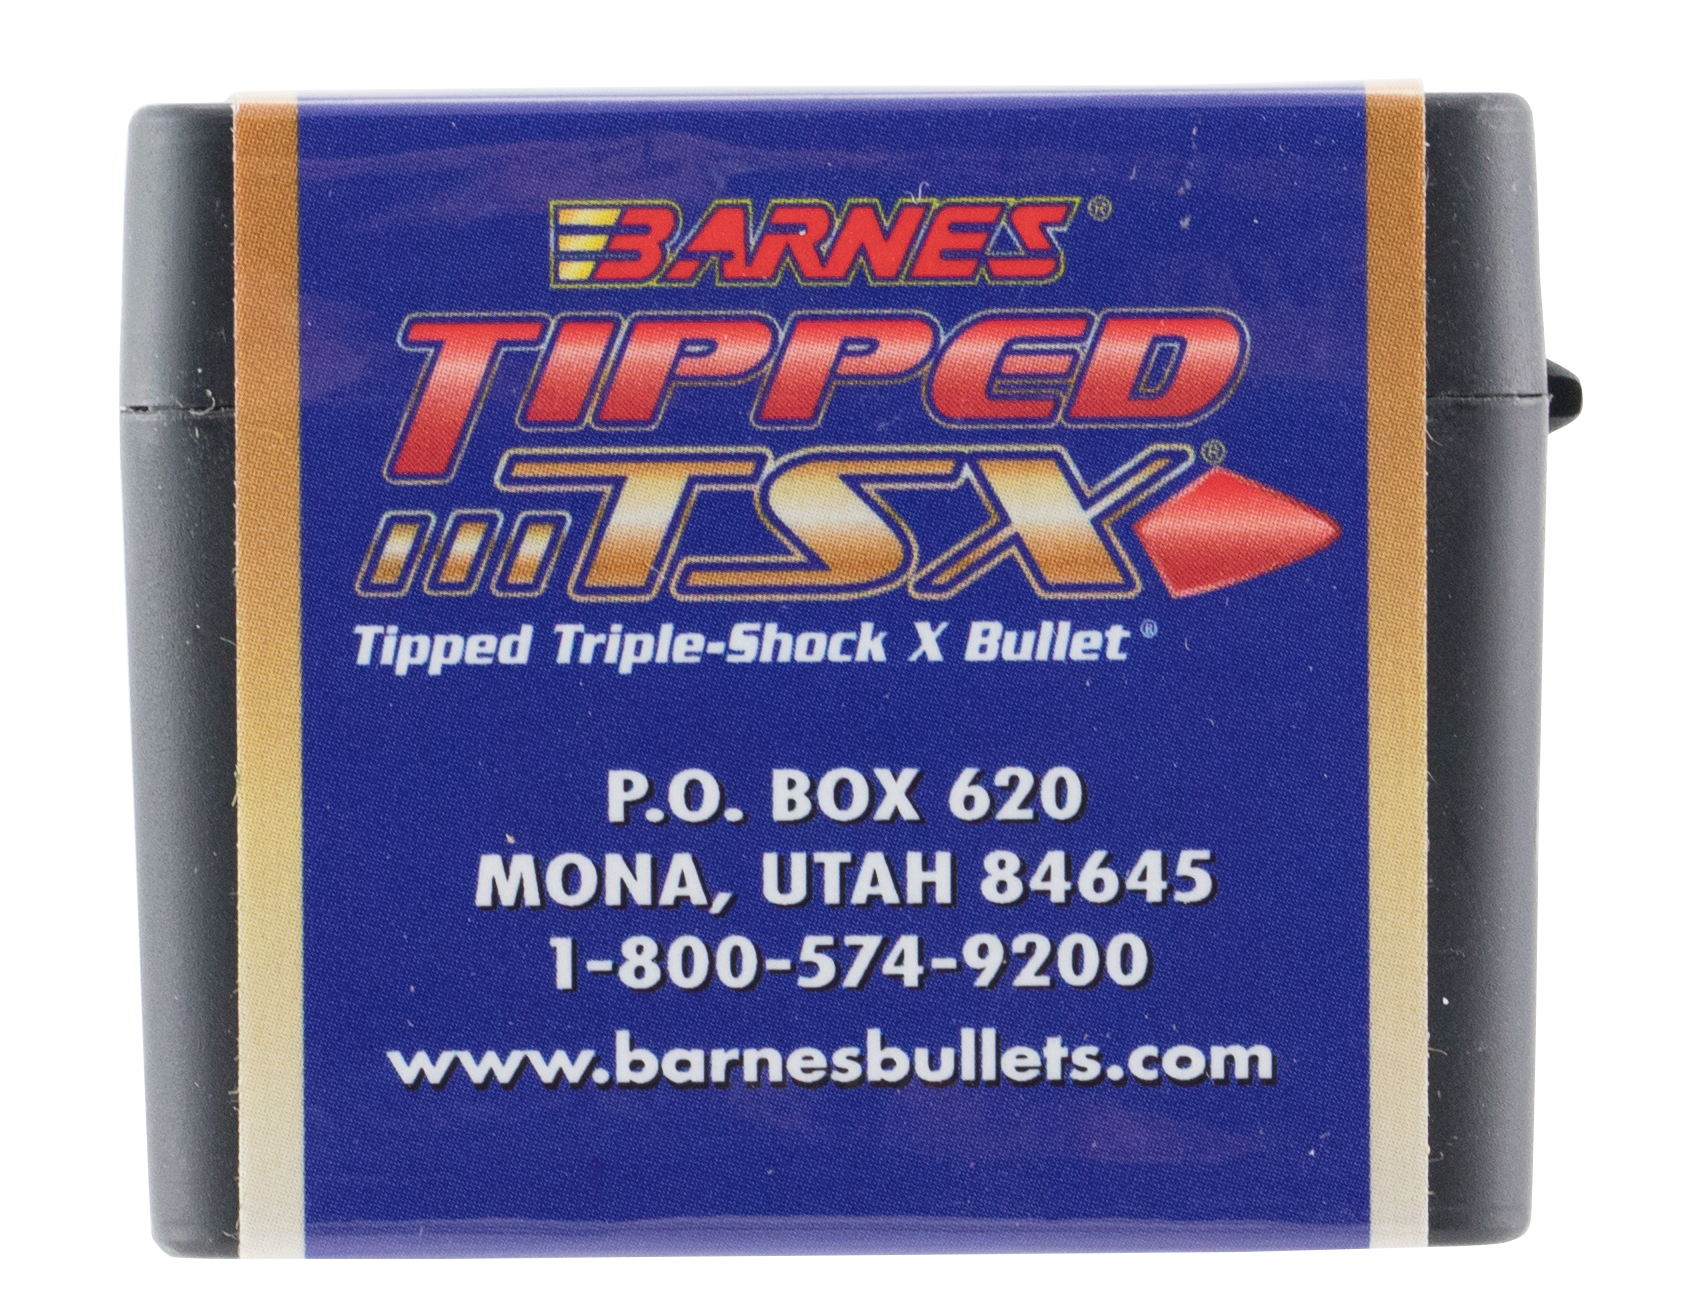 BARNES®
TIPPED
TSX®
Tipped Triple-Shock X Bullet®
P.O. BOX 620
MONA, UTAH 84645
1-800-574-9200
www.barnesbullets.com